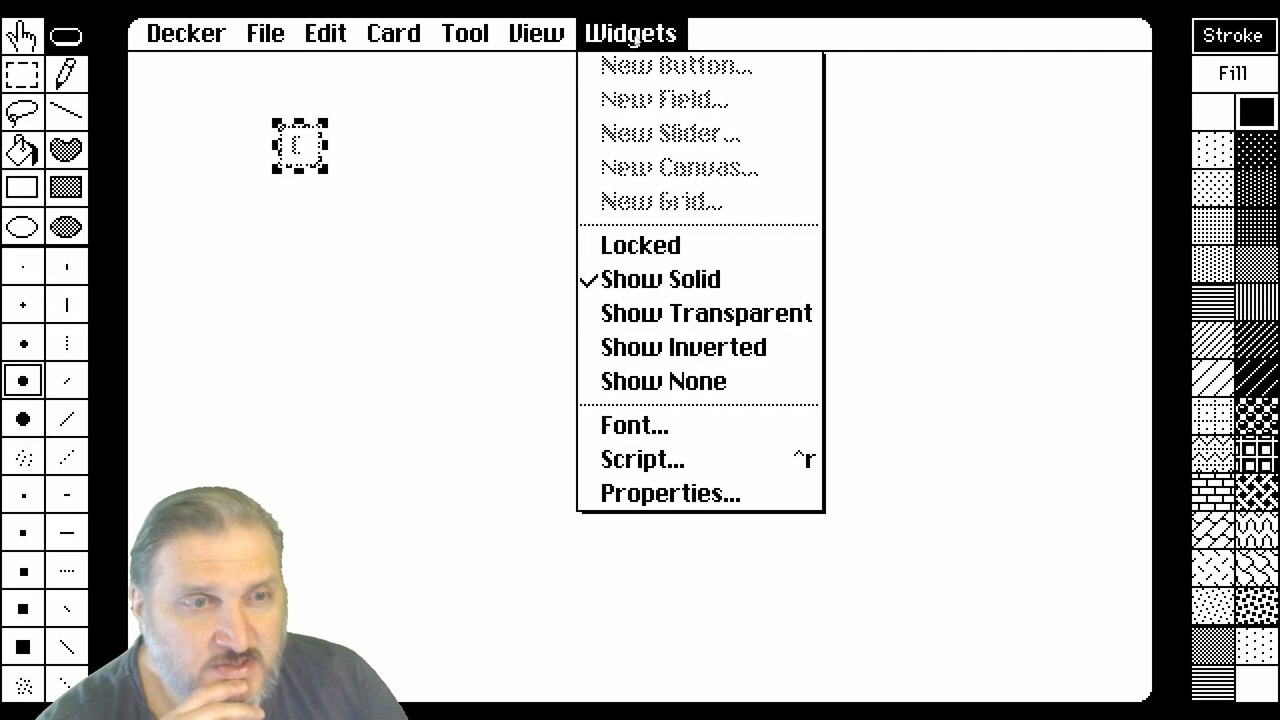 Decker File Edit Card Tool View Widgets
Stroke
Fill
New Button...
New Field...
New Slider...
New Canvas...
New Grid...
Locked
Show Solid
Show Transparent
Show Inverted
Show None
Font...
Script... ^r
Properties...